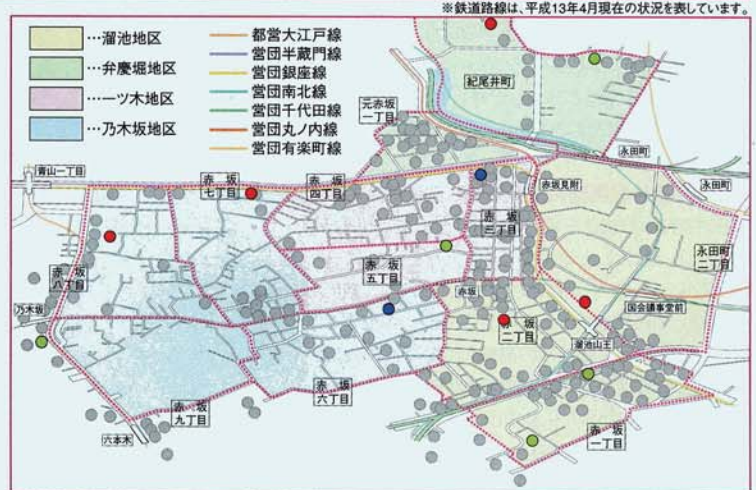 ※鉄道路線は、平成13年4月現在の状況を表しています。
…溜池地区
…弁慶堀地区
…一ツ木地区
…乃木坂地区
都営大江戸線
営団半蔵門線
営団銀座線
営団南北線
営団千代田線
営団丸ノ内線
営団有楽町線
紀尾井町
元赤坂
一丁目
永田町
青山一丁目
赤坂
七丁目
赤坂
四丁目
赤坂見附
永田町
赤坂
三丁目
永田町
二丁目
赤坂
八丁目
赤坂
五丁目
赤坂
国会議事堂前
乃木坂
赤坂
二丁目
溜池山王
赤坂
六丁目
赤坂
九丁目
六本木
赤坂
一丁目